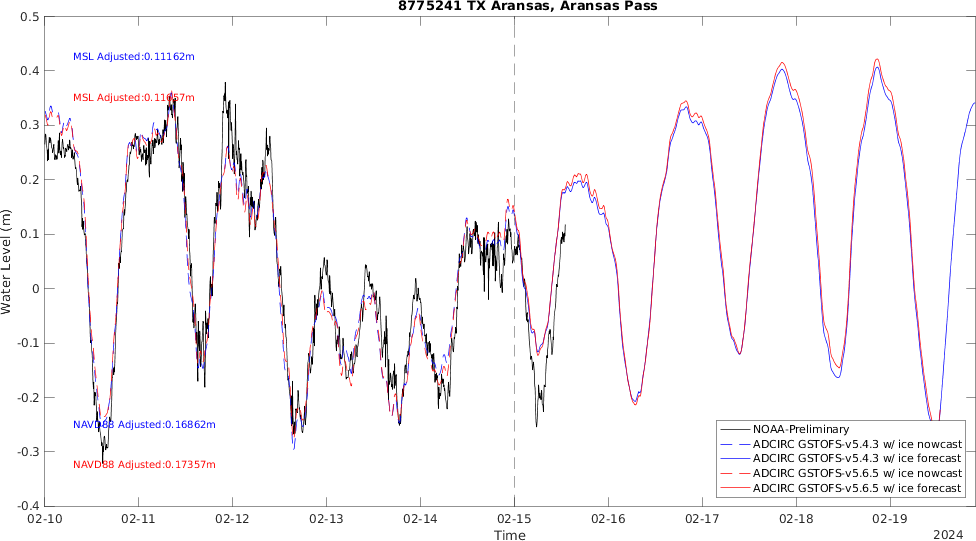 8775241 TX Aransas, Aransas Pass
Water Level (m)
0.5
0.4
0.3
0.2
0.1
0
-0.1
-0.2
-0.3
-0.4
MSL Adjusted:0.11162m
MSL Adjusted:0.11657m
NAVD88 Adjusted:0.16862m
NAVD88 Adjusted:0.17357m
NOAA-Preliminary
ADCIRC GSTOFS-v5.4.3 w/ ice nowcast
ADCIRC GSTOFS-v5.4.3 w/ ice forecast
ADCIRC GSTOFS-v5.6.5 w/ ice nowcast
ADCIRC GSTOFS-v5.6.5 w/ ice forecast
02-10 02-11 02-12 02-13 02-14 02-15 02-16 02-17 02-18 02-19
Time
2024